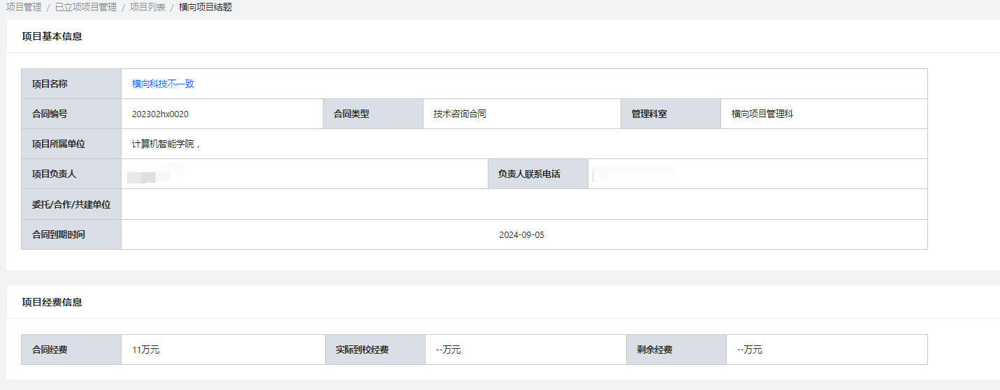 项目管理 / 已立项项目管理 / 项目列表 / 横向项目结题
项目基本信息
项目名称 横向科技不一致
合同编号 202302hx0020 合同类型 技术咨询合同 管理科室 横向项目管理科
项目所属单位 计算机智能学院，
项目负责人 负责人联系电话
委托/合作/共建单位
合同到期时间 2024-09-05
项目经费信息
合同经费 11万元 实际到校经费 --万元 剩余经费 --万元